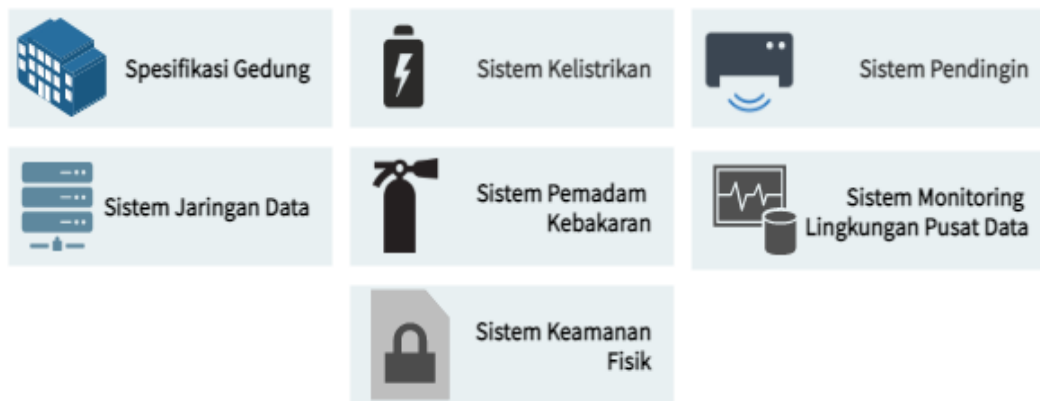 Spesifikasi Gedung
Sistem Kelistrikan
Sistem Pendingin
Sistem Jaringan Data
Sistem Pemadam
Kebakaran
Sistem Monitoring
Lingkungan Pusat Data
Sistem Keamanan
Fisik